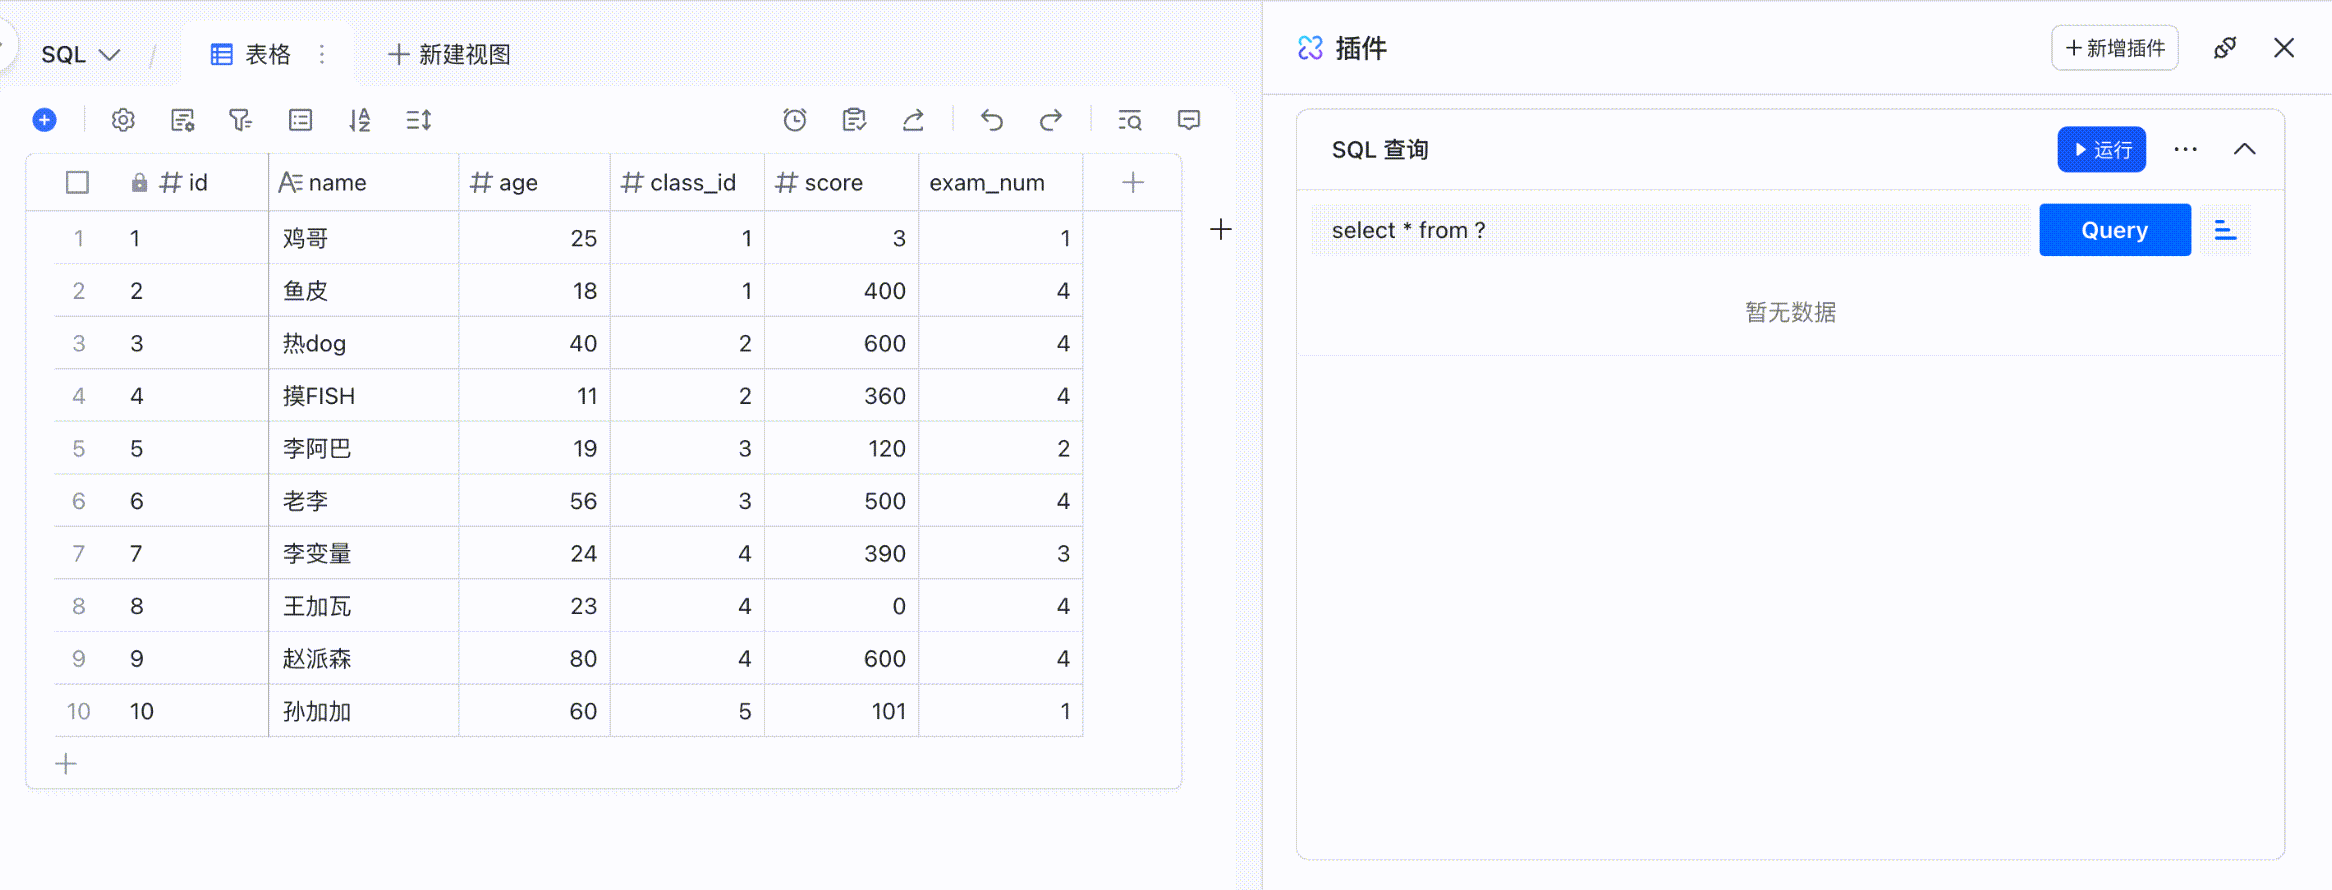 SQL / 表格 新建视图
id name age class_id score exam_num
1 1 鸡哥 25 1 3 1
2 2 鱼皮 18 1 400 4
3 3 热dog 40 2 600 4
4 4 摸FISH 11 2 360 4
5 5 李阿巴 19 3 120 2
6 6 老李 56 3 500 4
7 7 李变量 24 4 390 3
8 8 王加瓦 23 4 0 4
9 9 赵派森 80 4 600 4
10 10 孙加加 60 5 101 1
插件 +新增插件
SQL 查询 运行
select * from ? Query
暂无数据